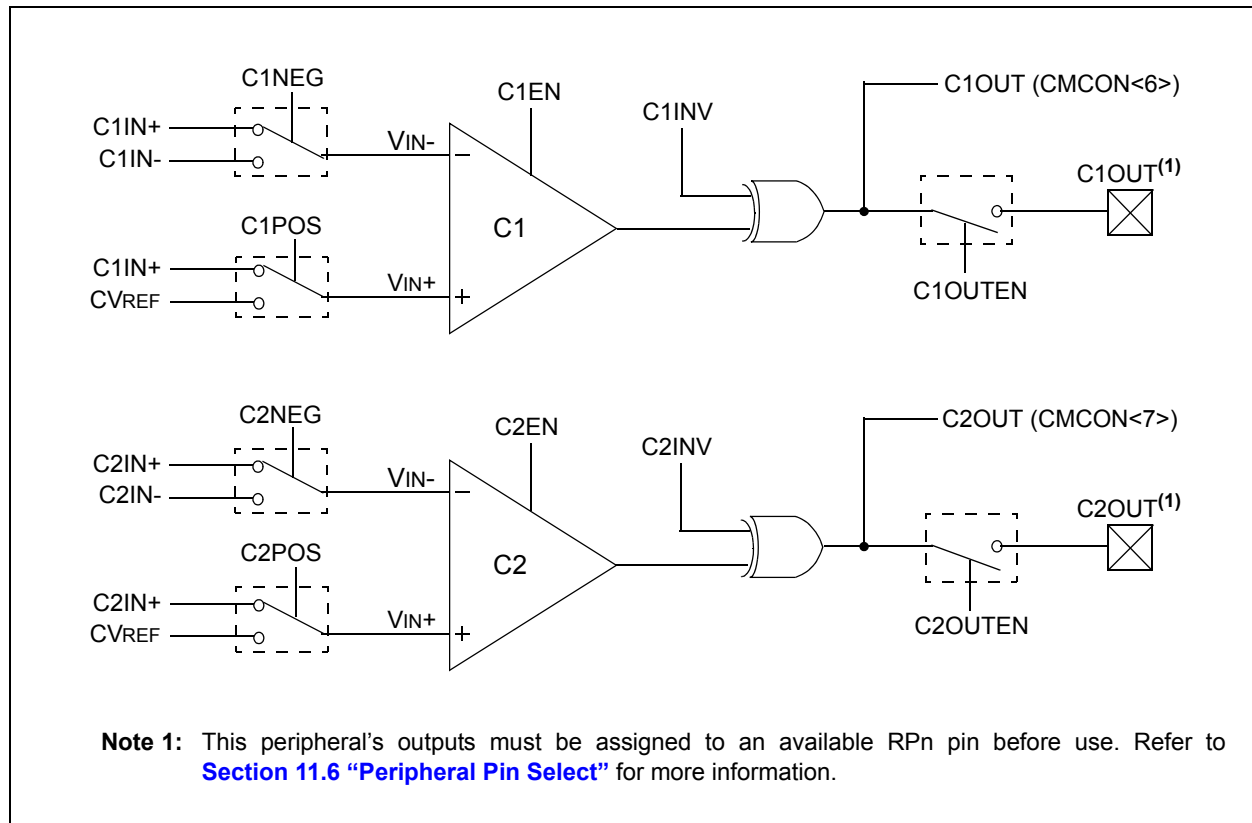 C1NEG
C1EN
C1OUT (CMCON<6>)
C1INV
C1IN+
C1IN-
VIN-
−
C1OUT(1)
C1
C1POS
C1IN+
CVREF
VIN+
+
C1OUTEN
C2NEG
C2EN
C2OUT (CMCON<7>)
C2INV
C2IN+
C2IN-
VIN-
−
C2OUT(1)
C2
C2POS
C2IN+
CVREF
VIN+
+
C2OUTEN
Note 1: This peripheral's outputs must be assigned to an available RPn pin before use. Refer to
Section 11.6 “Peripheral Pin Select” for more information.